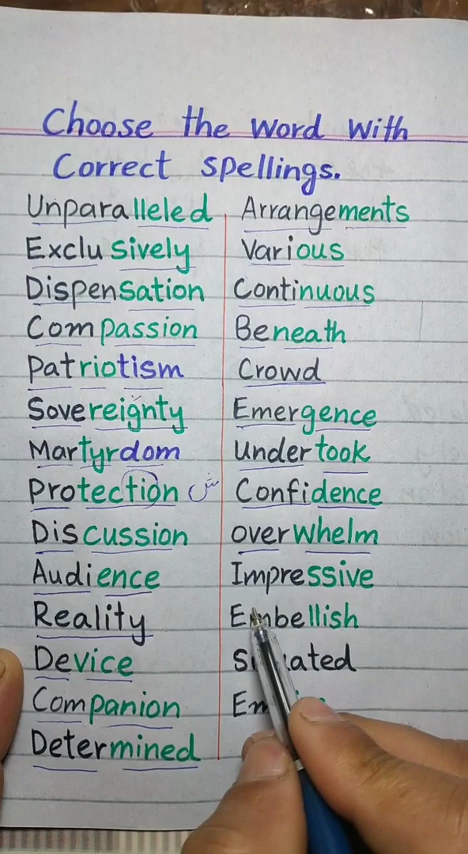 Choose the word with
Correct spellings.
Unparalleled
Exclusively
Dispensation
Compassion
Patriotism
Sovereignty
Martyrdom
Protection ش
Discussion
Audience
Reality
Device
Companion
Determined
Arrangements
Various
Continuous
Beneath
Crowd
Emergence
Undertook
Confidence
overwhelm
Impressive
Embellish